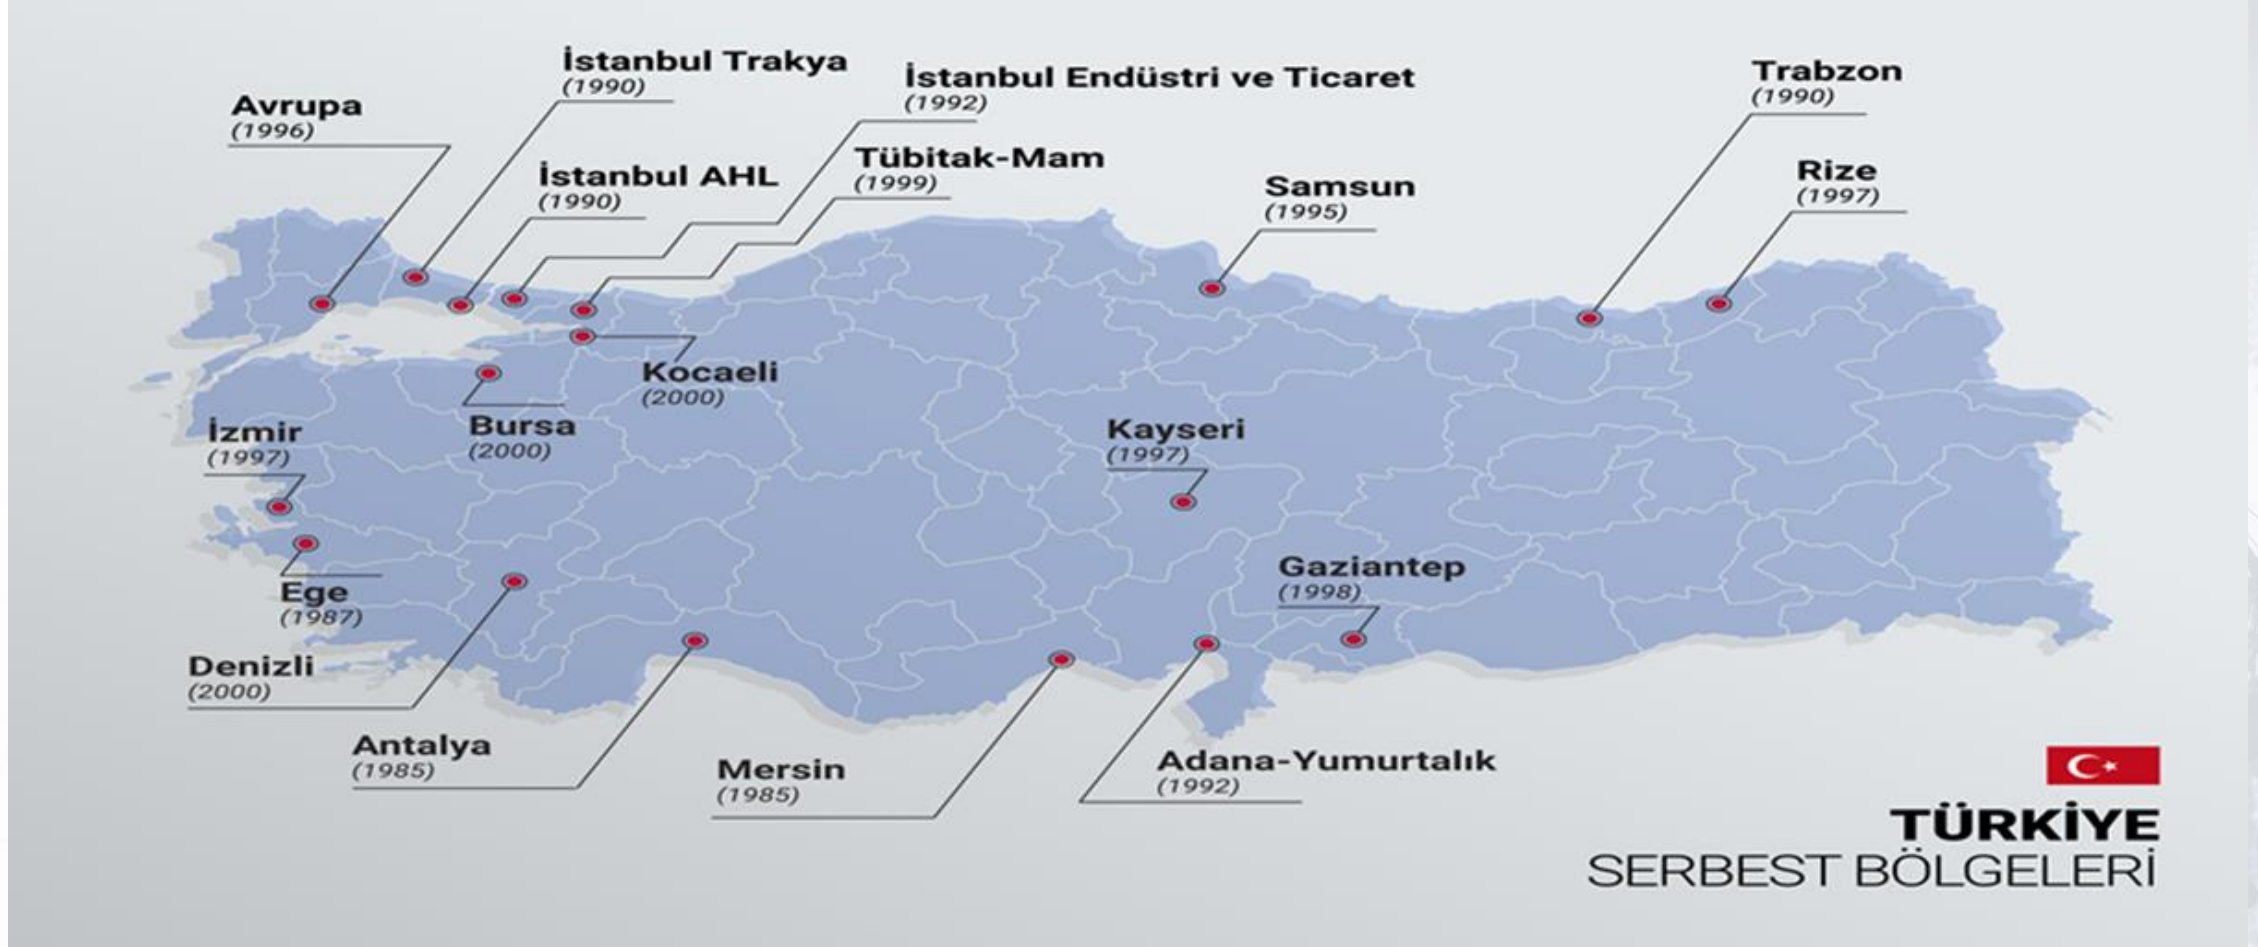 İstanbul Trakya
(1990)
İstanbul Endüstri ve Ticaret
(1992)
Trabzon
(1990)
Avrupa
(1996)
Tübitak-Mam
(1999)
İstanbul AHL
(1990)
Samsun
(1995)
Rize
(1997)
Kocaeli
(2000)
Bursa
(2000)
İzmir
(1997)
Kayseri
(1997)
Ege
(1987)
Gaziantep
(1998)
Denizli
(2000)
Antalya
(1985)
Mersin
(1985)
Adana-Yumurtalık
(1992)
TÜRKİYE
SERBEST BÖLGELERİ